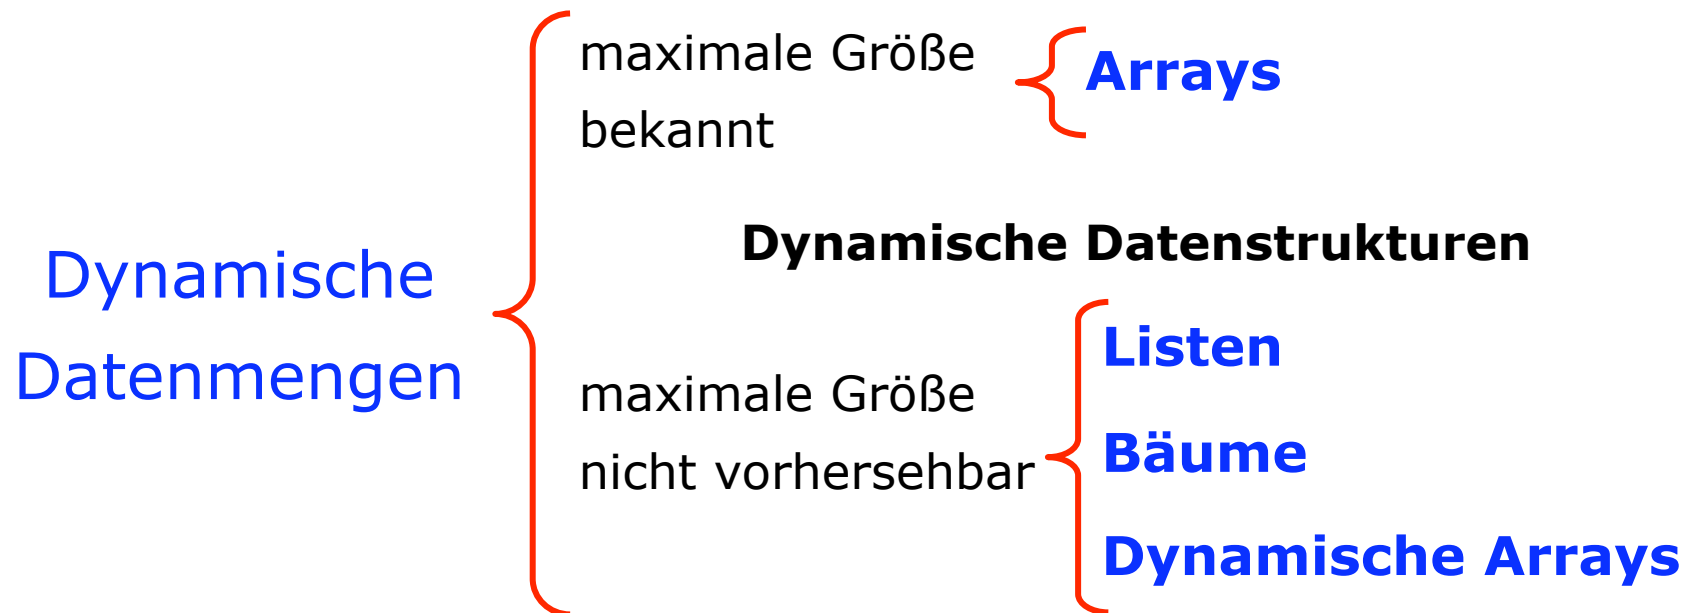 maximale Größe
bekannt
Arrays
Dynamische Datenstrukturen
Dynamische
Datenmengen
maximale Größe
nicht vorhersehbar
Listen
Bäume
Dynamische Arrays